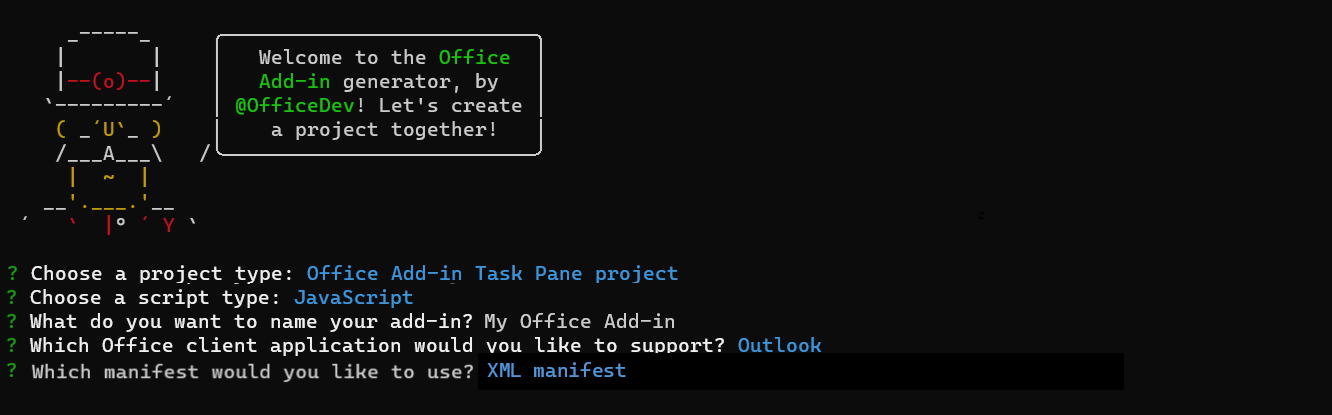 Welcome to the Office
Add-in generator, by
@OfficeDev! Let's create
a project together!
? Choose a project type: Office Add-in Task Pane project
? Choose a script type: JavaScript
? What do you want to name your add-in? My Office Add-in
? Which Office client application would you like to support? Outlook
? Which manifest would you like to use? XML manifest